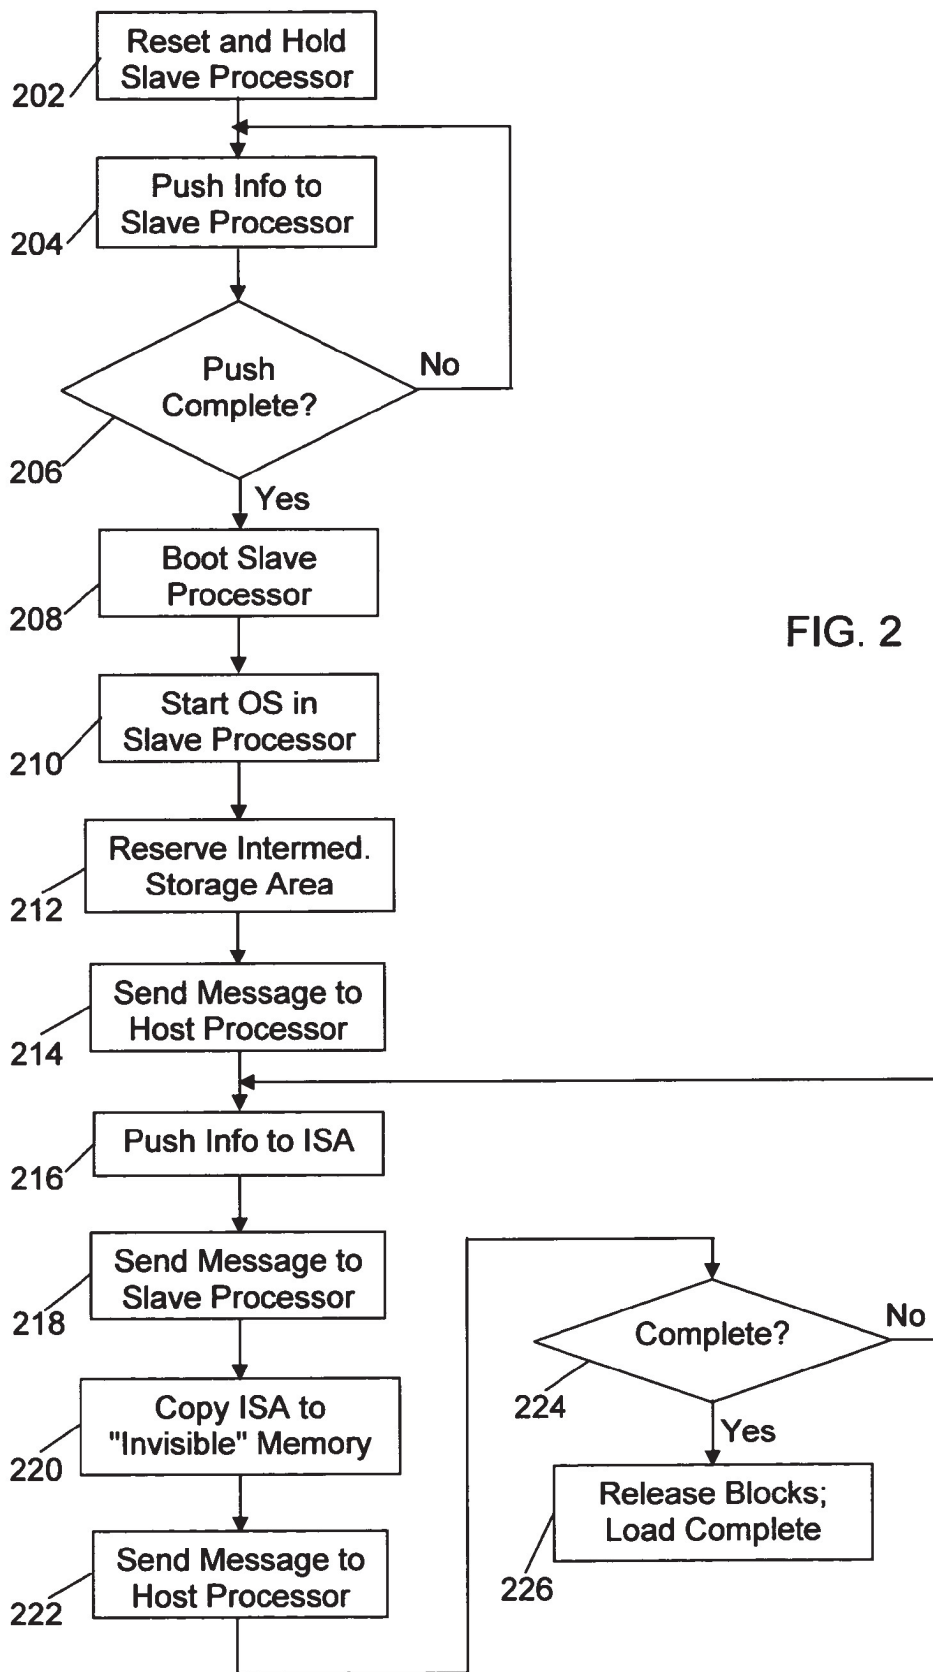 Reset and Hold
Slave Processor
202
Push Info to
Slave Processor
204
Push
Complete?
No
206
Yes
Boot Slave
Processor
208
FIG. 2
Start OS in
Slave Processor
210
Reserve Intermed.
Storage Area
212
Send Message to
Host Processor
214
Push Info to ISA
216
Send Message to
Slave Processor
218
Copy ISA to
"Invisible" Memory
220
Send Message to
Host Processor
222
Complete?
No
224
Yes
Release Blocks;
Load Complete
226